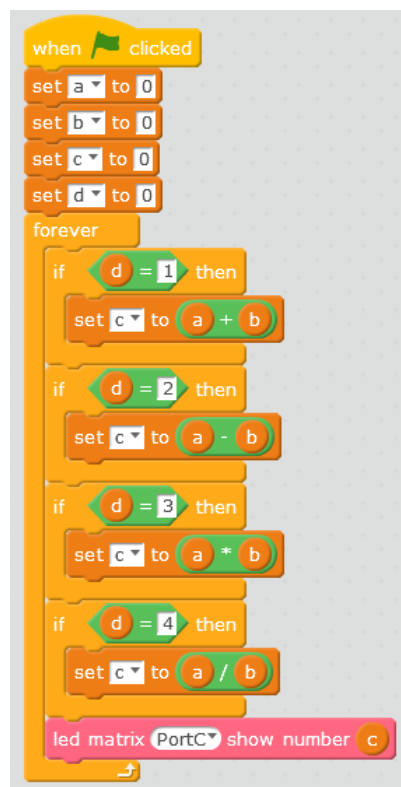 when clicked
set a to 0
set b to 0
set c to 0
set d to 0
forever
if d = 1 then
set c to a + b
if d = 2 then
set c to a - b
if d = 3 then
set c to a * b
if d = 4 then
set c to a / b
led matrix PortC show number c